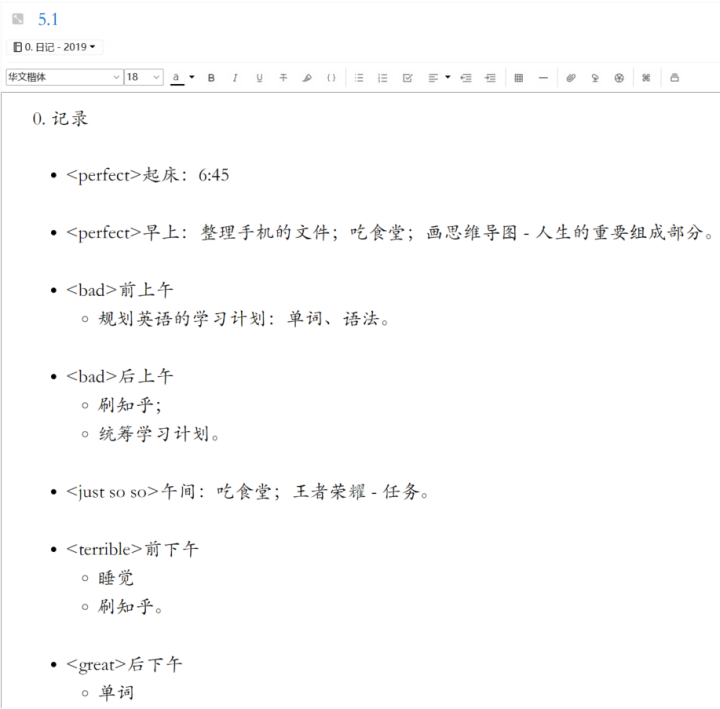 5.1
0. 日记 - 2019
华文楷体 18 a B I U T {}
0. 记录
<perfect>起床：6:45
<perfect>早上：整理手机的文件；吃食堂；画思维导图 - 人生的重要组成部分。
<bad>前上午
规划英语的学习计划：单词、语法。
<bad>后上午
刷知乎；
统筹学习计划。
<just so so>午间：吃食堂；王者荣耀 - 任务。
<terrible>前下午
睡觉
刷知乎。
<great>后下午
单词